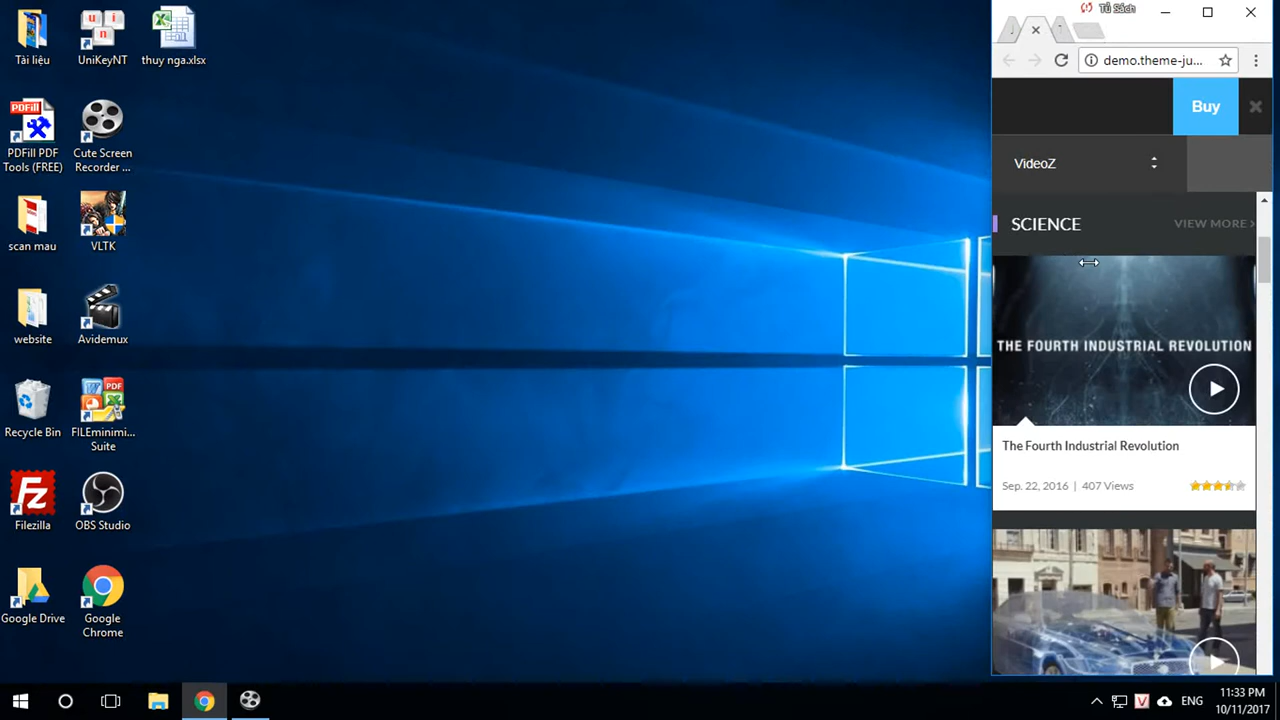 Tài liệu
UniKeyNT
thuy nga.xlsx
PDFill PDF
Tools (FREE)
Cute Screen
Recorder ...
scan mau
VLTK
website
Avidemux
Recycle Bin
FILEminimi...
Suite
Filezilla
OBS Studio
Google Drive
Google
Chrome
Tủ Sách
demo.theme-ju...
Buy
VideoZ
SCIENCE
VIEW MORE
THE FOURTH INDUSTRIAL REVOLUTION
The Fourth Industrial Revolution
Sep. 22, 2016 | 407 Views
ENG
11:33 PM
10/11/2017